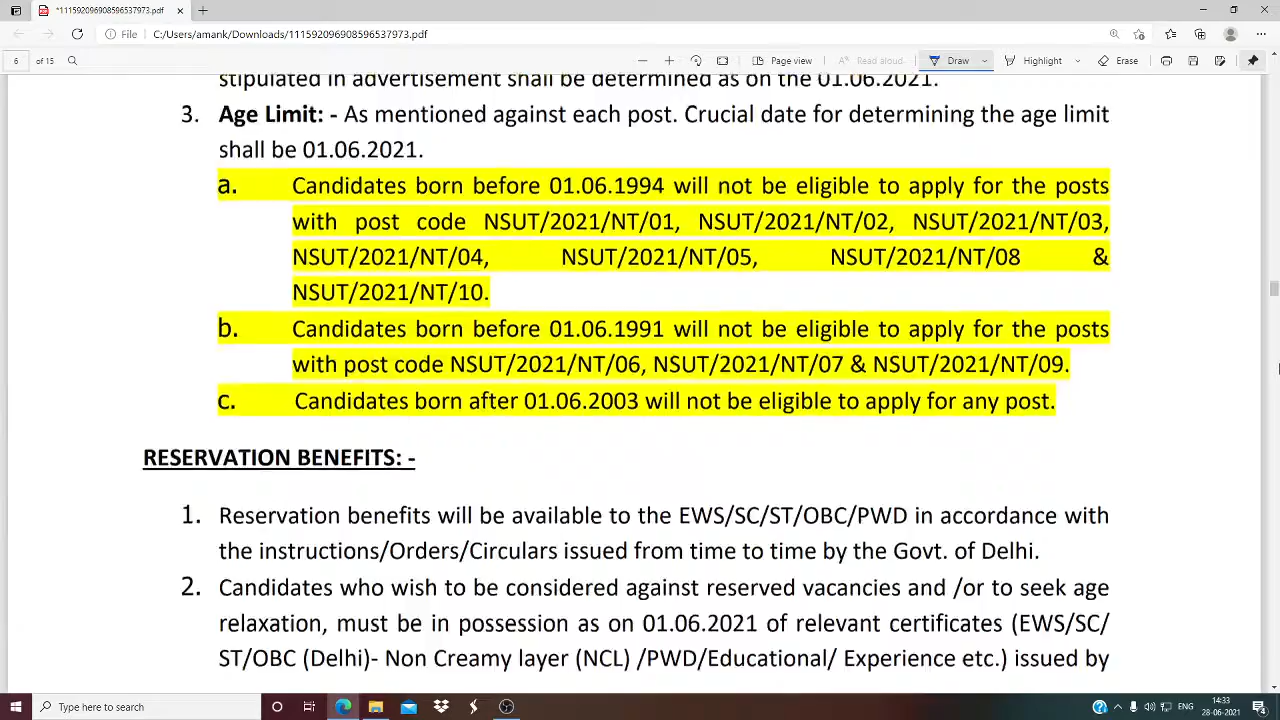 *111592096908596537973.pdf
File
C:/Users/amank/Downloads/111592096908596537973.pdf
6 of 15
Page view
Read aloud
Draw
Highlight
Erase
stipulated in advertisement shall be determined as on the 01.06.2021.
3. Age Limit: - As mentioned against each post. Crucial date for determining the age limit
shall be 01.06.2021.
a. Candidates born before 01.06.1994 will not be eligible to apply for the posts
with post code NSUT/2021/NT/01, NSUT/2021/NT/02, NSUT/2021/NT/03,
NSUT/2021/NT/04, NSUT/2021/NT/05, NSUT/2021/NT/08 &
NSUT/2021/NT/10.
b. Candidates born before 01.06.1991 will not be eligible to apply for the posts
with post code NSUT/2021/NT/06, NSUT/2021/NT/07 & NSUT/2021/NT/09.
c. Candidates born after 01.06.2003 will not be eligible to apply for any post.
RESERVATION BENEFITS: -
1. Reservation benefits will be available to the EWS/SC/ST/OBC/PWD in accordance with
the instructions/Orders/Circulars issued from time to time by the Govt. of Delhi.
2. Candidates who wish to be considered against reserved vacancies and /or to seek age
relaxation, must be in possession as on 01.06.2021 of relevant certificates (EWS/SC/
ST/OBC (Delhi)- Non Creamy layer (NCL) /PWD/Educational/ Experience etc.) issued by
Type here to search
14:33
28-06-2021